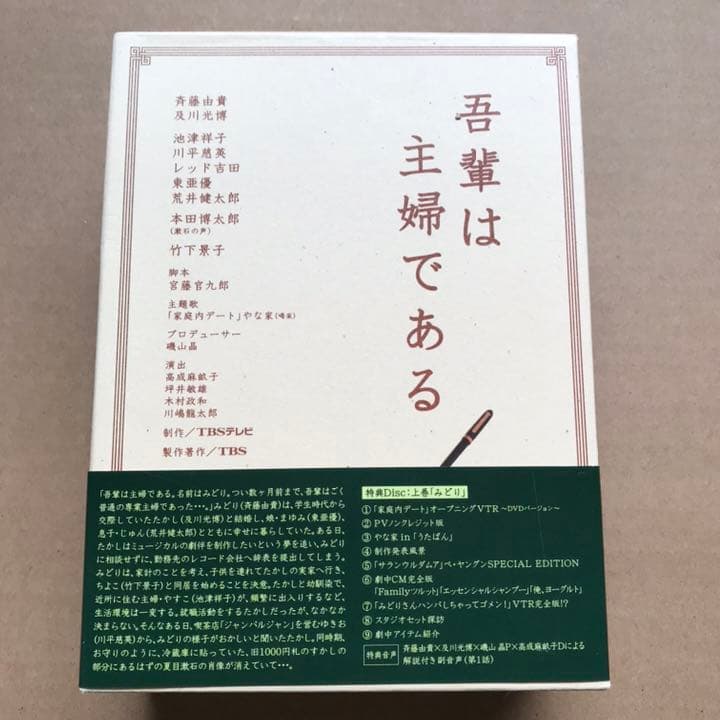 吾輩は
主婦である
斉藤由貴
及川光博
池津祥子
川平慈英
レッド吉田
東亜優
荒井健太郎
本田博太郎
(漱石の声)
竹下景子
脚本
宮藤官九郎
主題歌
「家庭内デート」やな家(嗚采)
プロデューサー
磯山晶
演出
高成麻畝子
坪井敏雄
木村政和
川嶋龍太郎
制作/TBSテレビ
製作著作/TBS
「吾輩は主婦である。名前はみどり。つい数ヶ月前まで、吾輩はごく
普通の専業主婦であった・・・。」みどり(斉藤由貴)は、学生時代から
交際していたたかし(及川光博)と結婚し、娘・まゆみ(東亜優)、
息子・じゅん(荒井健太郎)とともに幸せに暮らしていた。ある日、
たかしはミュージカルの劇伴を制作したいという夢を追い、みどり
に相談せずに、勤務先のレコード会社へ辞表を提出してしまう。
みどりは、家計のことを考え、子供を連れてたかしの実家へ行き、
ちよこ(竹下景子)と同居を始めることを決意。たかしと幼馴染で、
近所に住む主婦・やすこ(池津祥子)が、頻繁に出入りするなど、
生活環境は一変する。就職活動をするたかしだったが、なかなか
決まらない。そんなある日、喫茶店「ジャンバルジャン」を営むゆきお
(川平慈英)から、みどりの様子がおかしいと聞いたたかし。同時期、
お守りのように、冷蔵庫に貼っていた、旧1000円札のすかしの
部分にあるはずの夏目漱石の肖像が消えていて・・・。
特典Disc:上巻「みどり」
①「家庭内デート」オープニングVTR ~DVDバージョン~
②PVノンクレジット版
③やな家in「うたばん」
④制作発表風景
⑤「サランウルダムア」ペ・ヤングンSPECIAL EDITION
⑥劇中CM完全版
「Familyツルット」「エッセンシャルシャンプー」「俺、ヨーグルト」
⑦「みどりさんハンパしちゃってゴメン!」VTR完全版!?
⑧スタジオセット探訪
⑨劇中アイテム紹介
特典音声 斉藤由貴×及川光博×磯山晶P×高成麻畝子Dによる
解説付き副音声(第1話)